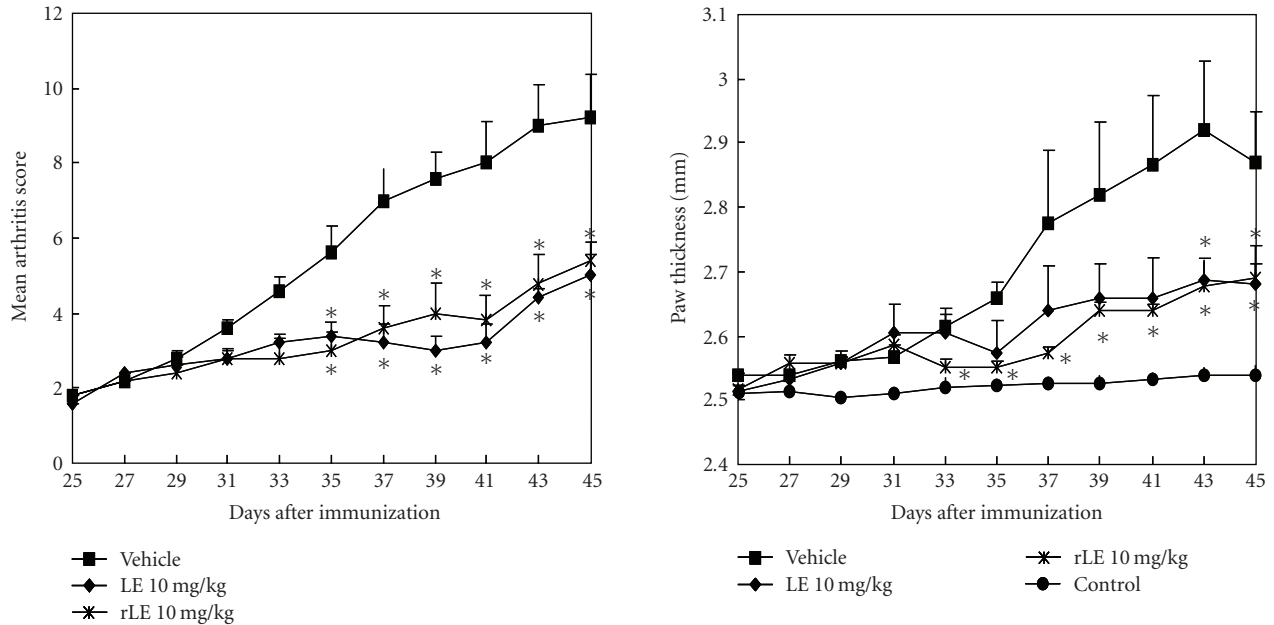 12
10
8
6
4
2
0
Mean arthritis score
25 27 29 31 33 35 37 39 41 43 45
Days after immunization
Vehicle
LE 10 mg/kg
rLE 10 mg/kg
* * * * * *
* * * * * *
3.1
3
2.9
2.8
2.7
2.6
2.5
2.4
Paw thickness (mm)
25 27 29 31 33 35 37 39 41 43 45
Days after immunization
* *
* * * * * * *
Vehicle
LE 10 mg/kg
rLE 10 mg/kg
Control